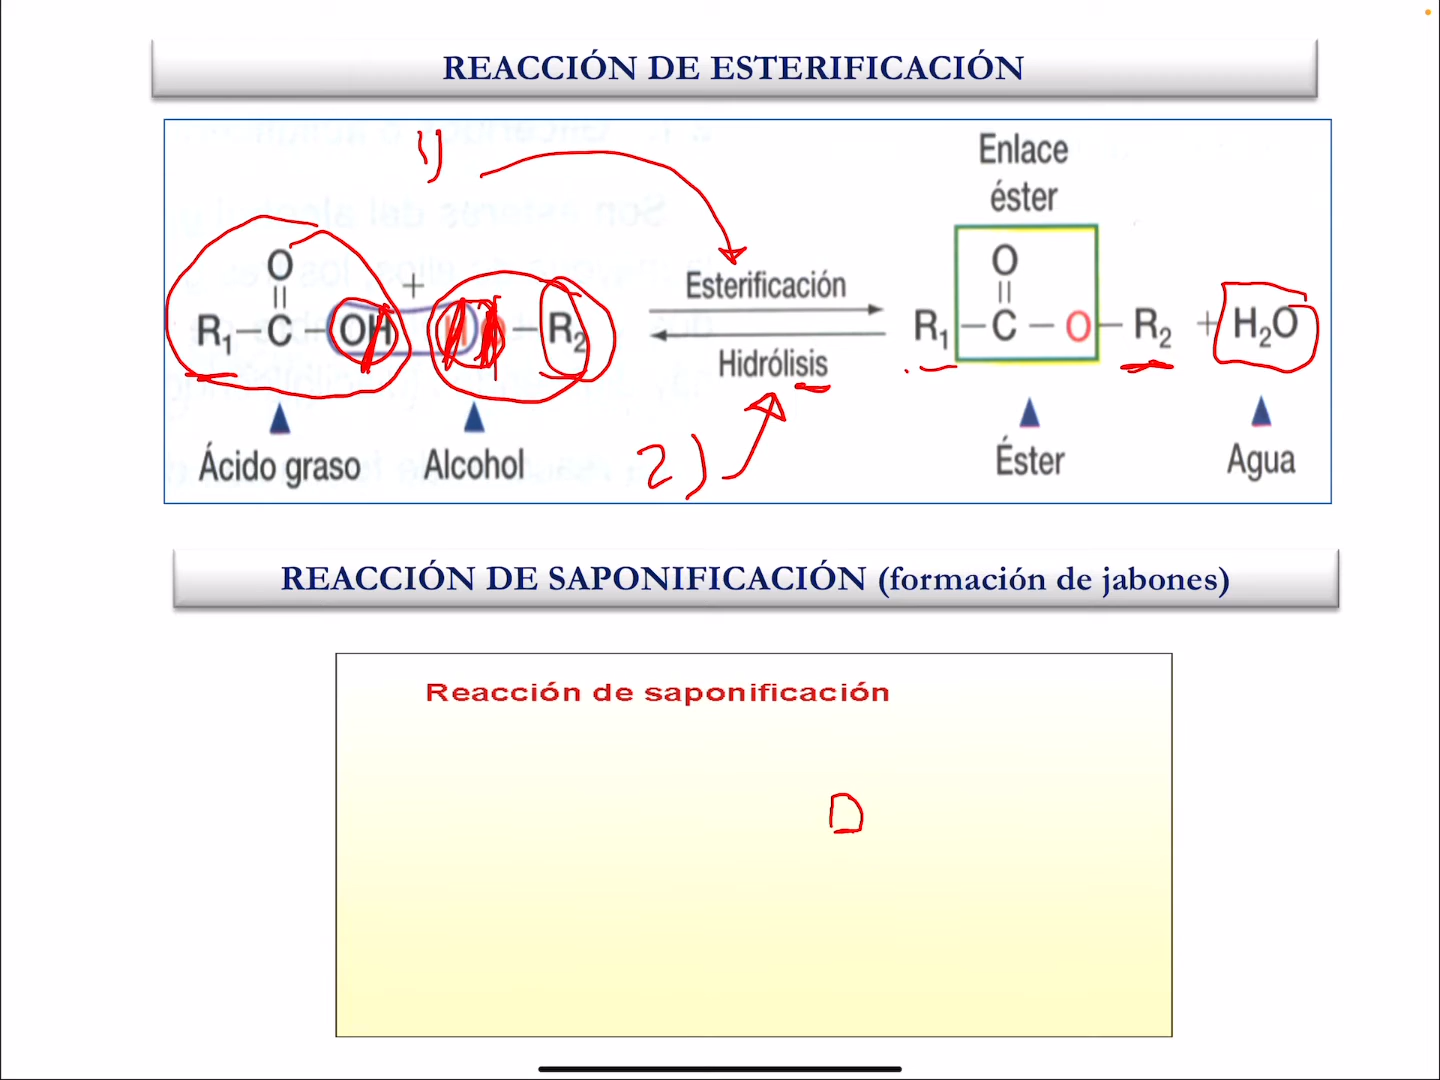 REACCIÓN DE ESTERIFICACIÓN
1)
Enlace
éster
O
||
R₁ – C – OH + HO – R₂
Esterificación
Hidrólisis
O
||
R₁ – C – O – R₂ + H₂O
2)
Ácido graso
Alcohol
Éster
Agua
REACCIÓN DE SAPONIFICACIÓN (formación de jabones)
Reacción de saponificación